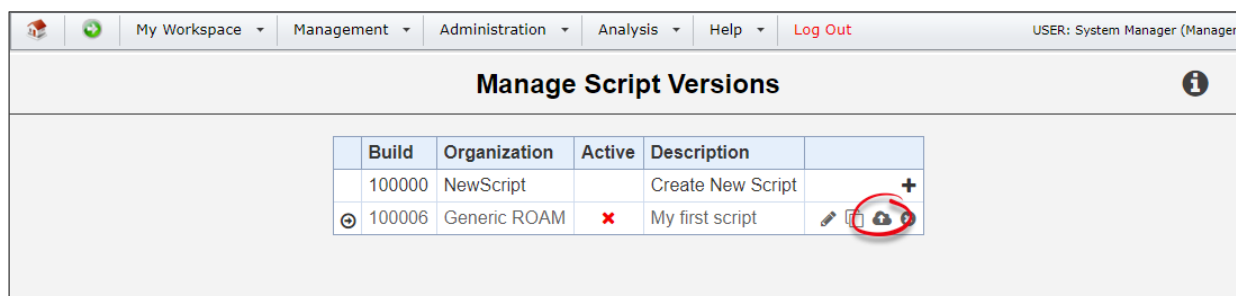 My Workspace Management Administration Analysis Help Log Out USER: System Manager (Manager
Manage Script Versions
Build Organization Active Description
100000 NewScript Create New Script
100006 Generic ROAM My first script